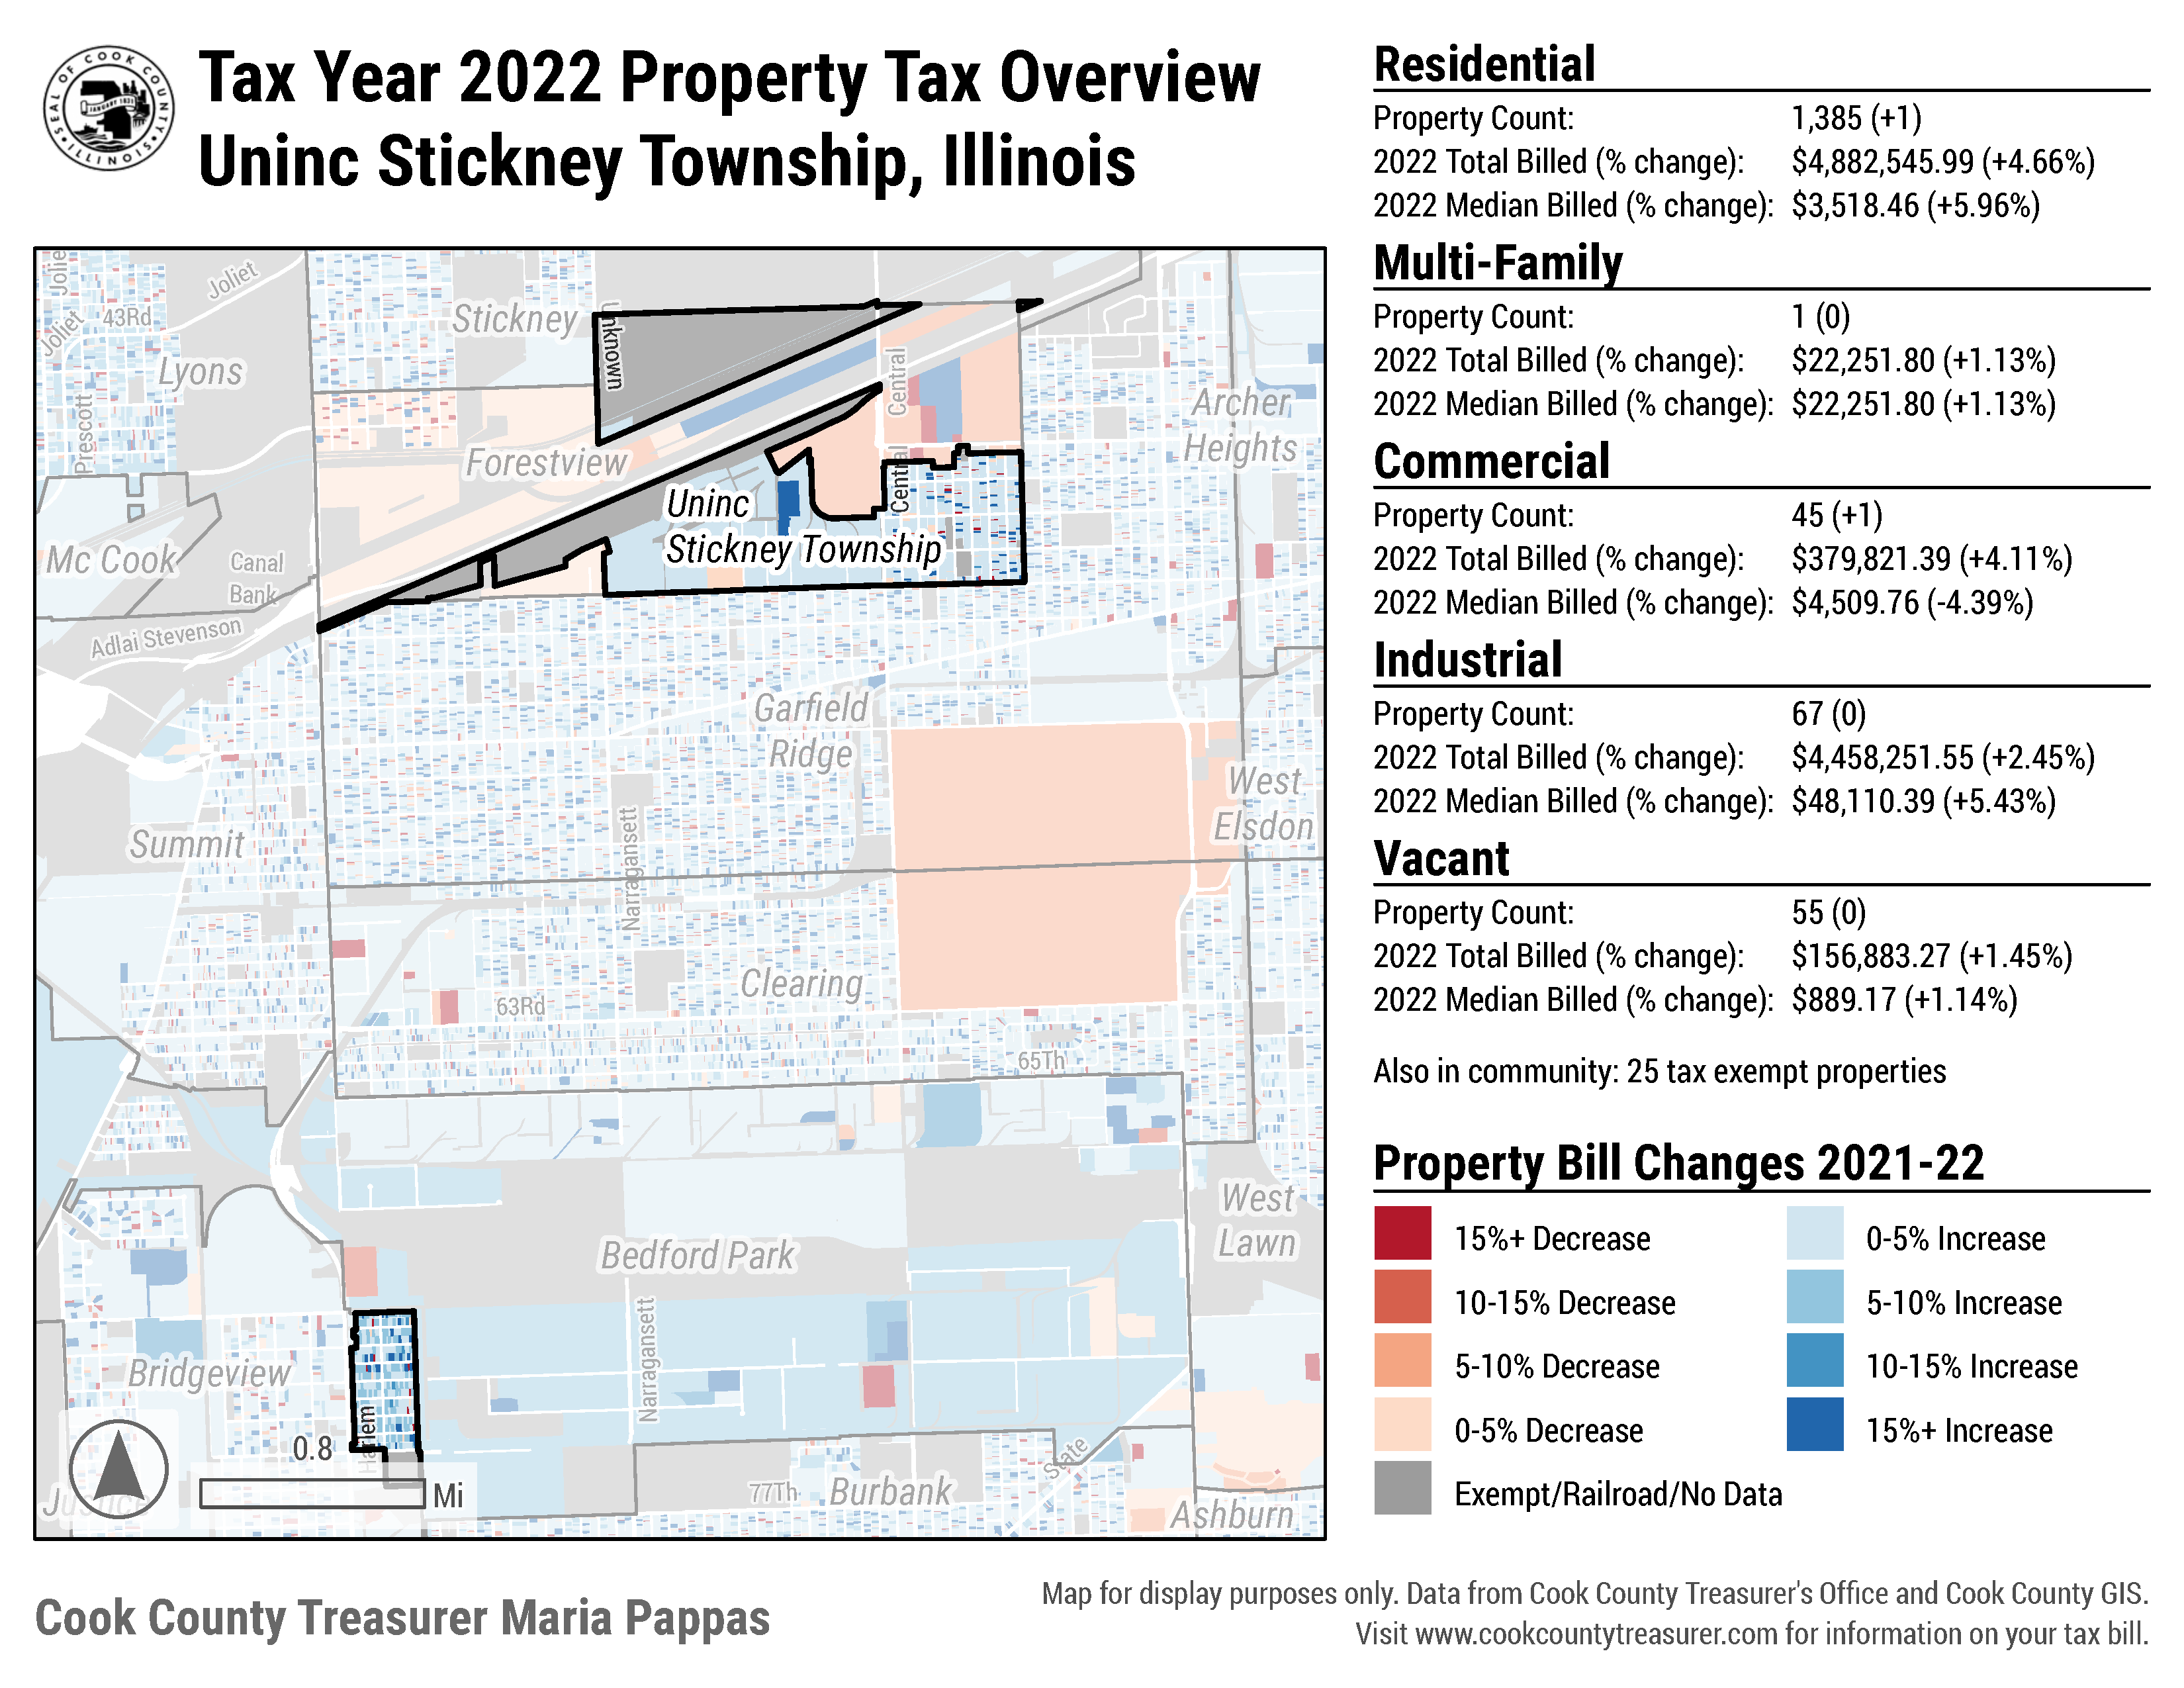 SEAL OF COOK COUNTY
ILLINOIS
JANUARY 1831
Tax Year 2022 Property Tax Overview
Uninc Stickney Township, Illinois
Residential
Property Count: 1,385 (+1)
2022 Total Billed (% change): $4,882,545.99 (+4.66%)
2022 Median Billed (% change): $3,518.46 (+5.96%)
Multi-Family
Property Count: 1 (0)
2022 Total Billed (% change): $22,251.80 (+1.13%)
2022 Median Billed (% change): $22,251.80 (+1.13%)
Commercial
Property Count: 45 (+1)
2022 Total Billed (% change): $379,821.39 (+4.11%)
2022 Median Billed (% change): $4,509.76 (-4.39%)
Industrial
Property Count: 67 (0)
2022 Total Billed (% change): $4,458,251.55 (+2.45%)
2022 Median Billed (% change): $48,110.39 (+5.43%)
Vacant
Property Count: 55 (0)
2022 Total Billed (% change): $156,883.27 (+1.45%)
2022 Median Billed (% change): $889.17 (+1.14%)
Also in community: 25 tax exempt properties
Property Bill Changes 2021-22
15%+ Decrease
10-15% Decrease
5-10% Decrease
0-5% Decrease
Exempt/Railroad/No Data
0-5% Increase
5-10% Increase
10-15% Increase
15%+ Increase
Jolie
Joliet
Joliet
43Rd
Lyons
Prescott
Stickney
Unknown
Central
Archer
Heights
Forestview
Central
Uninc
Stickney Township
Mc Cook
Canal
Bank
Adlai Stevenson
Garfield
Ridge
West
Elsdon
Summit
Narragansett
Clearing
63Rd
65Th
West
Lawn
Bedford Park
Narragansett
Bridgeview
Harlem
0.8
Mi
Justice
77Th
Burbank
State
Ashburn
Cook County Treasurer Maria Pappas
Map for display purposes only. Data from Cook County Treasurer's Office and Cook County GIS.
Visit www.cookcountytreasurer.com for information on your tax bill.